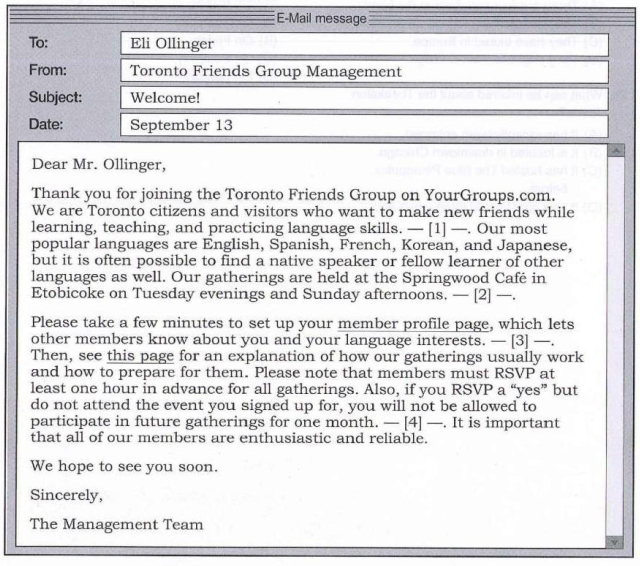 E-Mail message
To: Eli Ollinger
From: Toronto Friends Group Management
Subject: Welcome!
Date: September 13
Dear Mr. Ollinger,
Thank you for joining the Toronto Friends Group on YourGroups.com.
We are Toronto citizens and visitors who want to make new friends while
learning, teaching, and practicing language skills. — [1] —. Our most
popular languages are English, Spanish, French, Korean, and Japanese,
but it is often possible to find a native speaker or fellow learner of other
languages as well. Our gatherings are held at the Springwood Café in
Etobicoke on Tuesday evenings and Sunday afternoons. — [2] —.
Please take a few minutes to set up your member profile page, which lets
other members know about you and your language interests. — [3] —.
Then, see this page for an explanation of how our gatherings usually work
and how to prepare for them. Please note that members must RSVP at
least one hour in advance for all gatherings. Also, if you RSVP a “yes” but
do not attend the event you signed up for, you will not be allowed to
participate in future gatherings for one month. — [4] —. It is important
that all of our members are enthusiastic and reliable.
We hope to see you soon.
Sincerely,
The Management Team